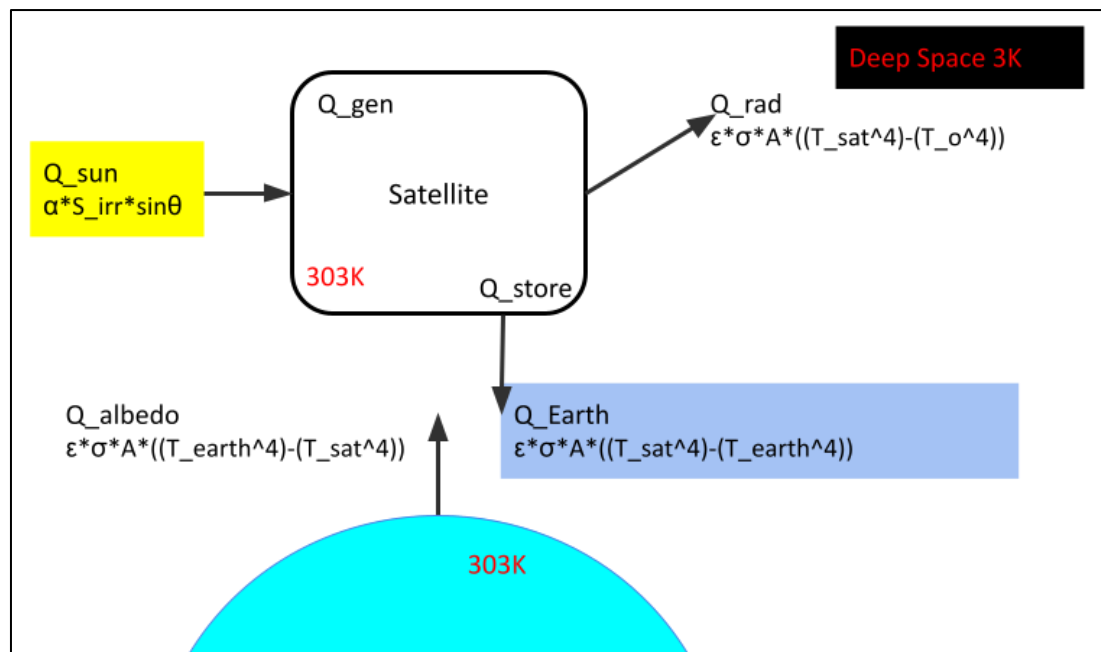 Deep Space 3K
Q_gen
Q_rad
ε*σ*A*((T_sat^4)-(T_o^4))
Q_sun
α*S_irr*sinθ
Satellite
303K
Q_store
Q_albedo
ε*σ*A*((T_earth^4)-(T_sat^4))
Q_Earth
ε*σ*A*((T_sat^4)-(T_earth^4))
303K